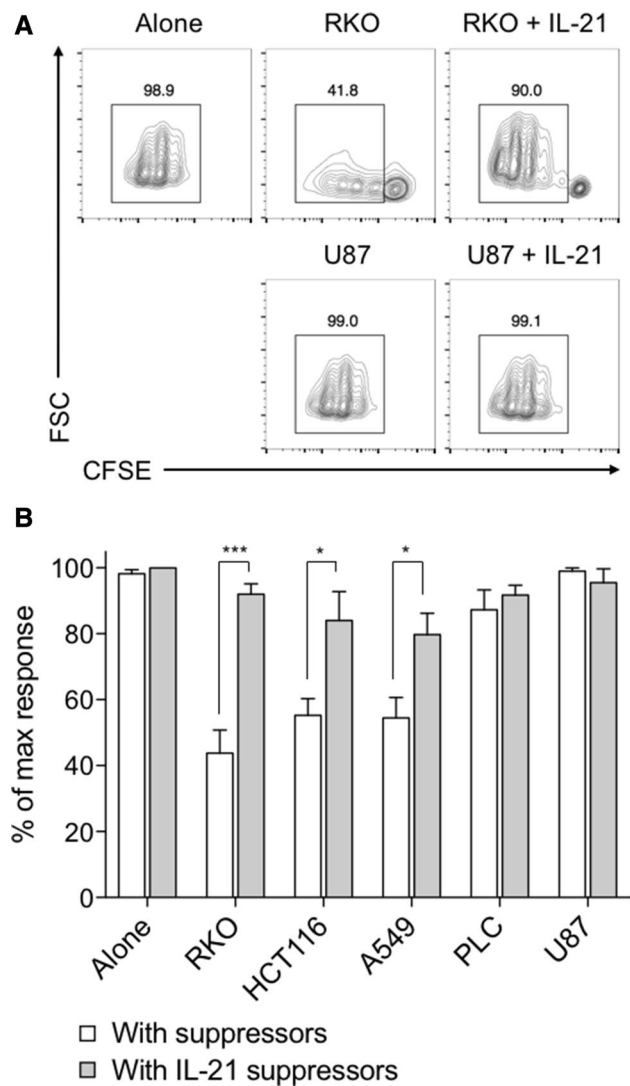 A
Alone
RKO
RKO + IL-21
98.9
41.8
90.0
U87
U87 + IL-21
99.0
99.1
FSC
CFSE
B
% of max response
100
80
60
40
20
0
***
*
*
Alone
RKO
HCT116
A549
PLC
U87
With suppressors
With IL-21 suppressors